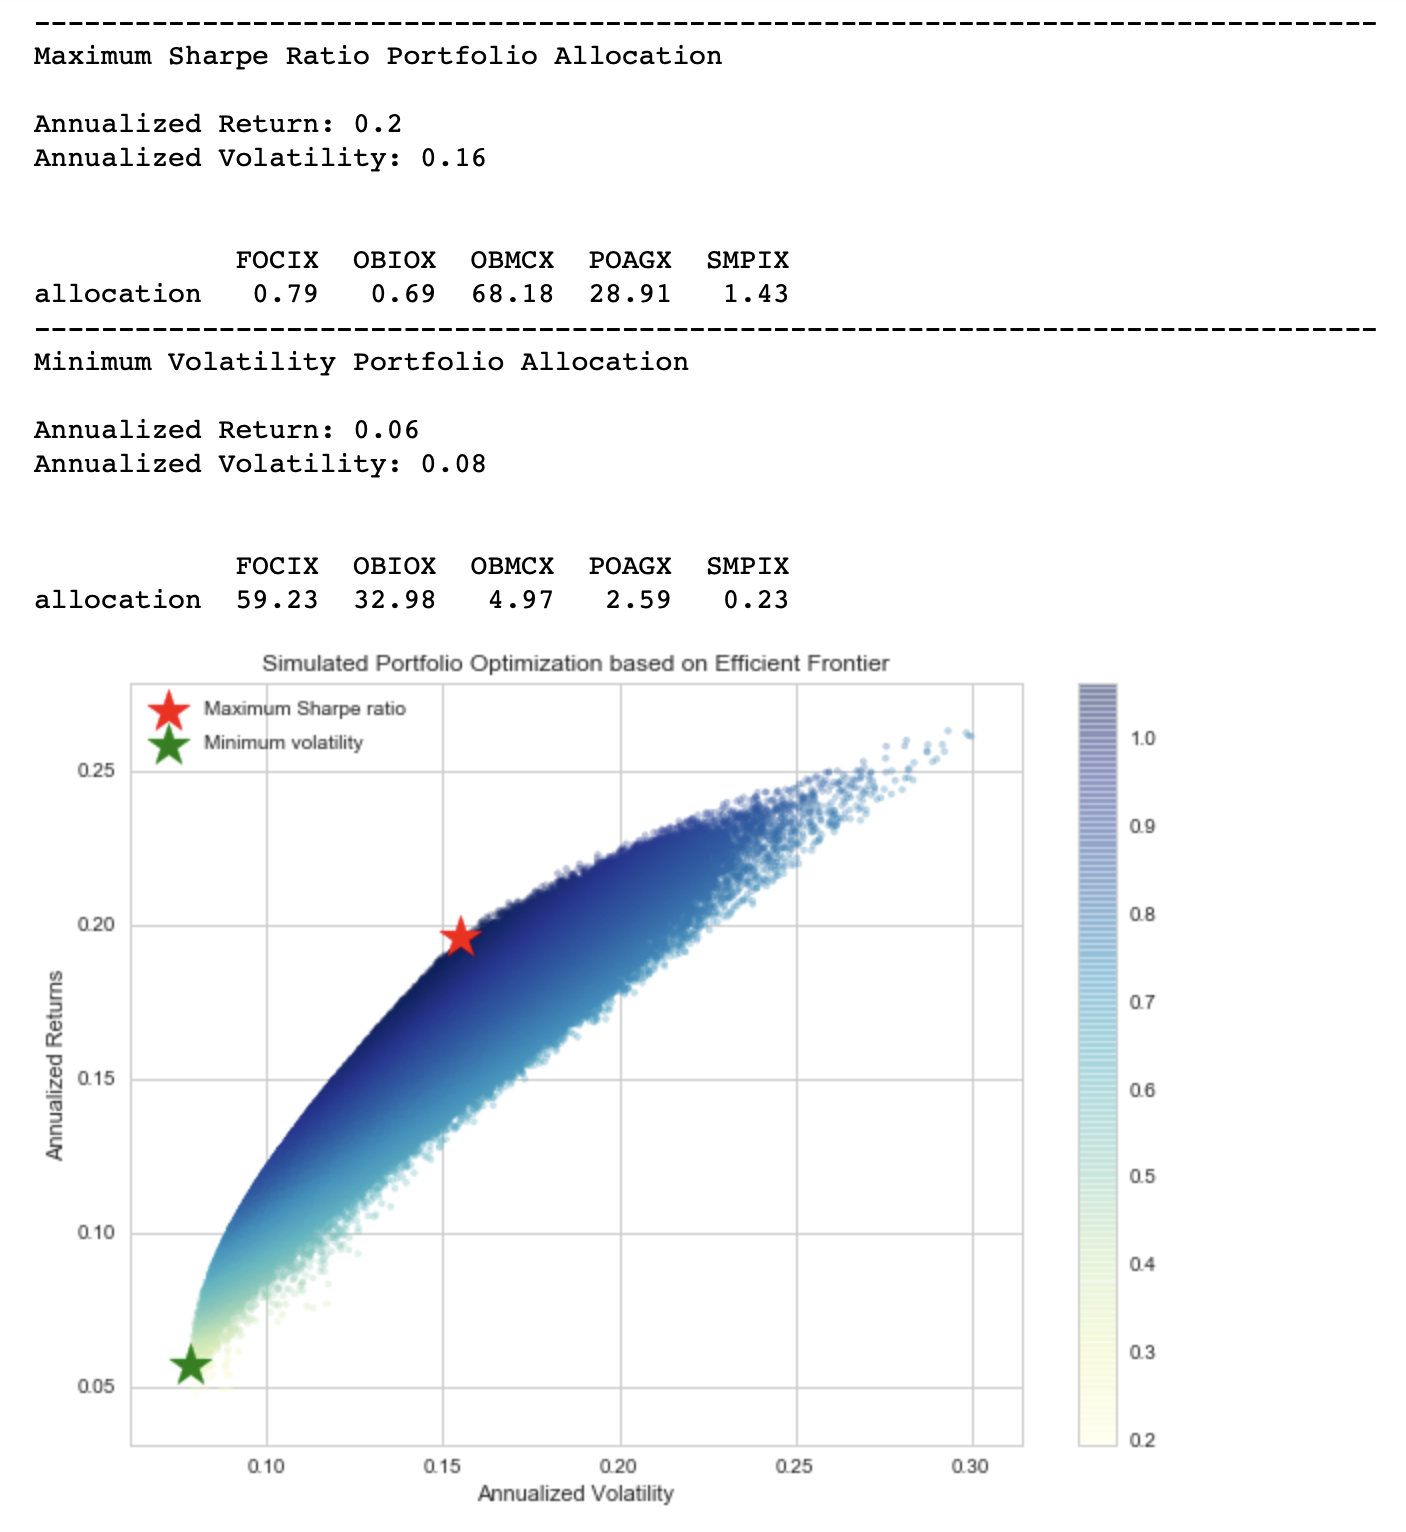 Maximum Sharpe Ratio Portfolio Allocation
Annualized Return: 0.2
Annualized Volatility: 0.16
FOCIX OBIOX OBMCX POAGX SMPIX
allocation 0.79 0.69 68.18 28.91 1.43
Minimum Volatility Portfolio Allocation
Annualized Return: 0.06
Annualized Volatility: 0.08
FOCIX OBIOX OBMCX POAGX SMPIX
allocation 59.23 32.98 4.97 2.59 0.23
Simulated Portfolio Optimization based on Efficient Frontier
Maximum Sharpe ratio
Minimum volatility
Annualized Returns
0.25
0.20
0.15
0.10
0.05
0.10 0.15 0.20 0.25 0.30
Annualized Volatility
1.0
0.9
0.8
0.7
0.6
0.5
0.4
0.3
0.2